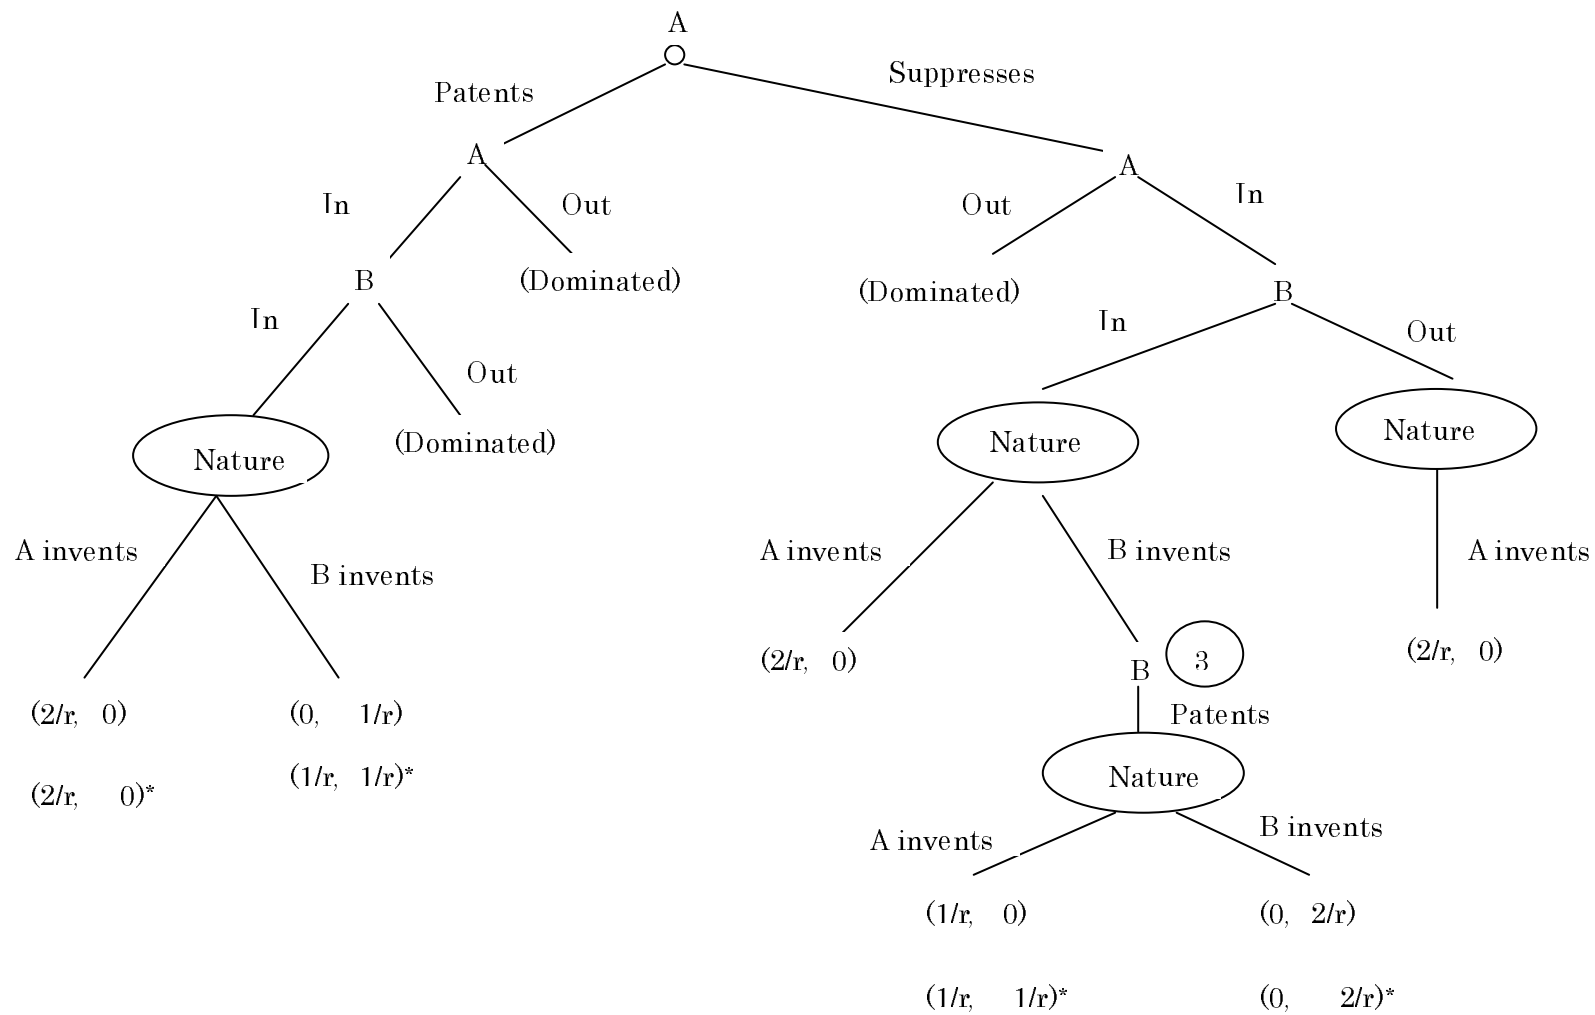 A
Suppresses
Patents
A
A
In
Out
Out
In
B
(Dominated)
(Dominated)
B
In
In
Out
Out
(Dominated)
Nature
Nature
Nature
A invents
B invents
A invents
B invents
A invents
(2/r, 0)
B
3
(2/r, 0)
(2/r, 0)
(0, 1/r)
Patents
(2/r, 0)*
(1/r, 1/r)*
Nature
A invents
B invents
(1/r, 0)
(0, 2/r)
(1/r, 1/r)*
(0, 2/r)*